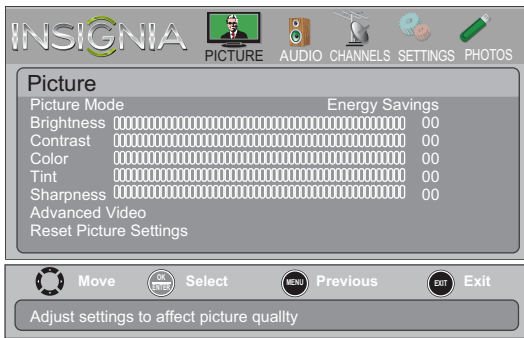 INSIGNIA
PICTURE AUDIO CHANNELS SETTINGS PHOTOS
Picture
Picture Mode Energy Savings
Brightness 00
Contrast 00
Color 00
Tint 00
Sharpness 00
Advanced Video
Reset Picture Settings
Move OK ENTER Select MENU Previous EXIT Exit
Adjust settings to affect picture quallty